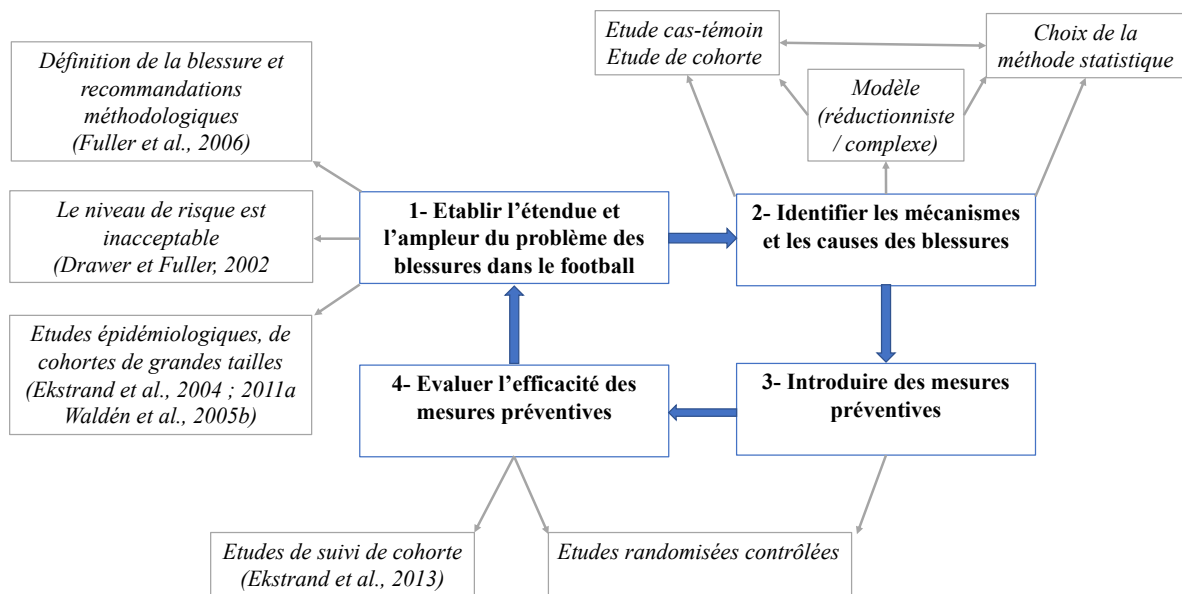 Définition de la blessure et
recommandations
méthodologiques
(Fuller et al., 2006)
Le niveau de risque est
inacceptable
(Drawer et Fuller, 2002
Etudes épidémiologiques, de
cohortes de grandes tailles
(Ekstrand et al., 2004 ; 2011a
Waldén et al., 2005b)
Etude cas-témoin
Etude de cohorte
Modèle
(réductionniste
/ complexe)
Choix de la
méthode statistique
1- Etablir l’étendue et
l’ampleur du problème des
blessures dans le football
2- Identifier les mécanismes
et les causes des blessures
4- Evaluer l’efficacité des
mesures préventives
3- Introduire des mesures
préventives
Etudes de suivi de cohorte
(Ekstrand et al., 2013)
Etudes randomisées contrôlées